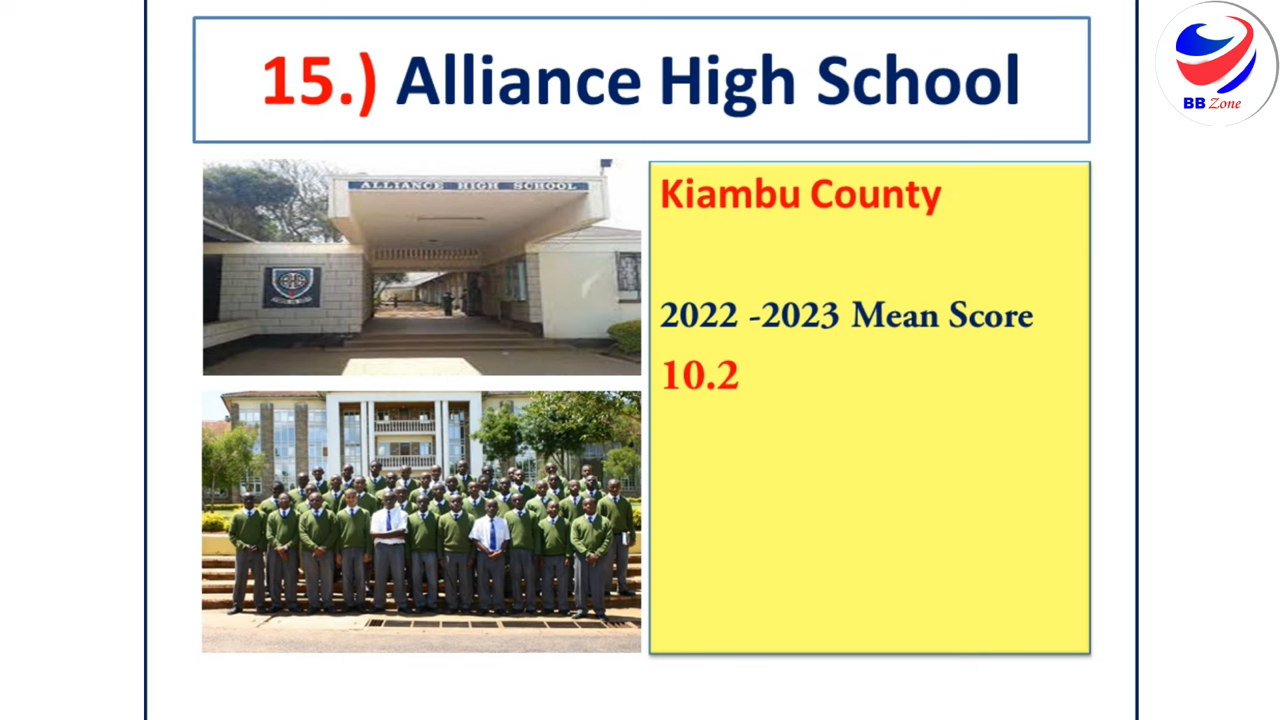 15.) Alliance High School
BB Zone
ALLIANCE HIGH SCHOOL
Kiambu County
2022 -2023 Mean Score
10.2